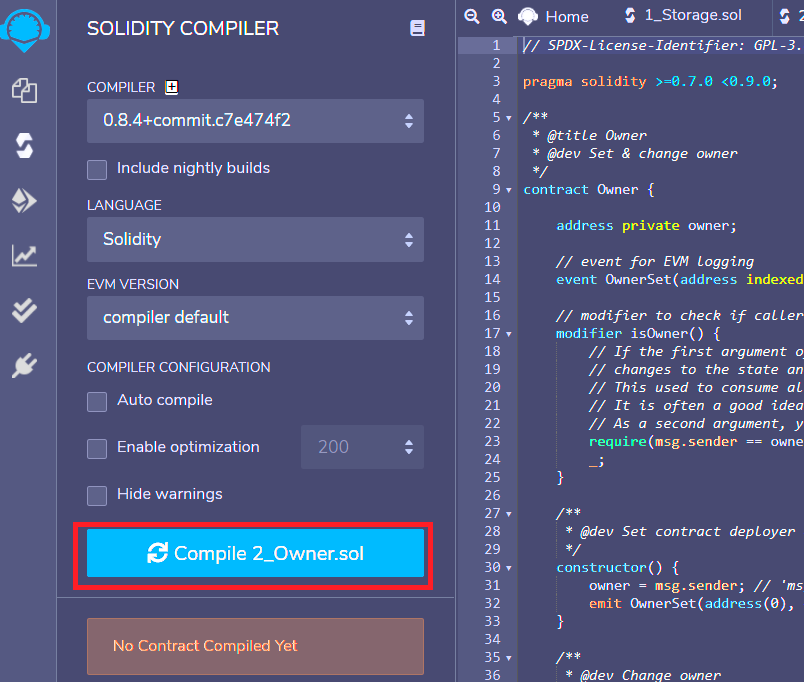 SOLIDITY COMPILER
COMPILER
0.8.4+commit.c7e474f2
Include nightly builds
LANGUAGE
Solidity
EVM VERSION
compiler default
COMPILER CONFIGURATION
Auto compile
Enable optimization 200
Hide warnings
Compile 2_Owner.sol
No Contract Compiled Yet
Home 1_Storage.sol 2
1 // SPDX-License-Identifier: GPL-3.
2
3 pragma solidity >=0.7.0 <0.9.0;
4
5 /**
6 * @title Owner
7 * @dev Set & change owner
8 */
9 contract Owner {
10
11 address private owner;
12
13 // event for EVM logging
14 event OwnerSet(address indexed
15
16 // modifier to check if caller
17 modifier isOwner() {
18 // If the first argument o
19 // changes to the state an
20 // This used to consume al
21 // It is often a good idea
22 // As a second argument, y
23 require(msg.sender == owne
24 _;
25 }
26
27 /**
28 * @dev Set contract deployer
29 */
30 constructor() {
31 owner = msg.sender; // 'ms
32 emit OwnerSet(address(0),
33 }
34
35 /**
36 * @dev Change owner